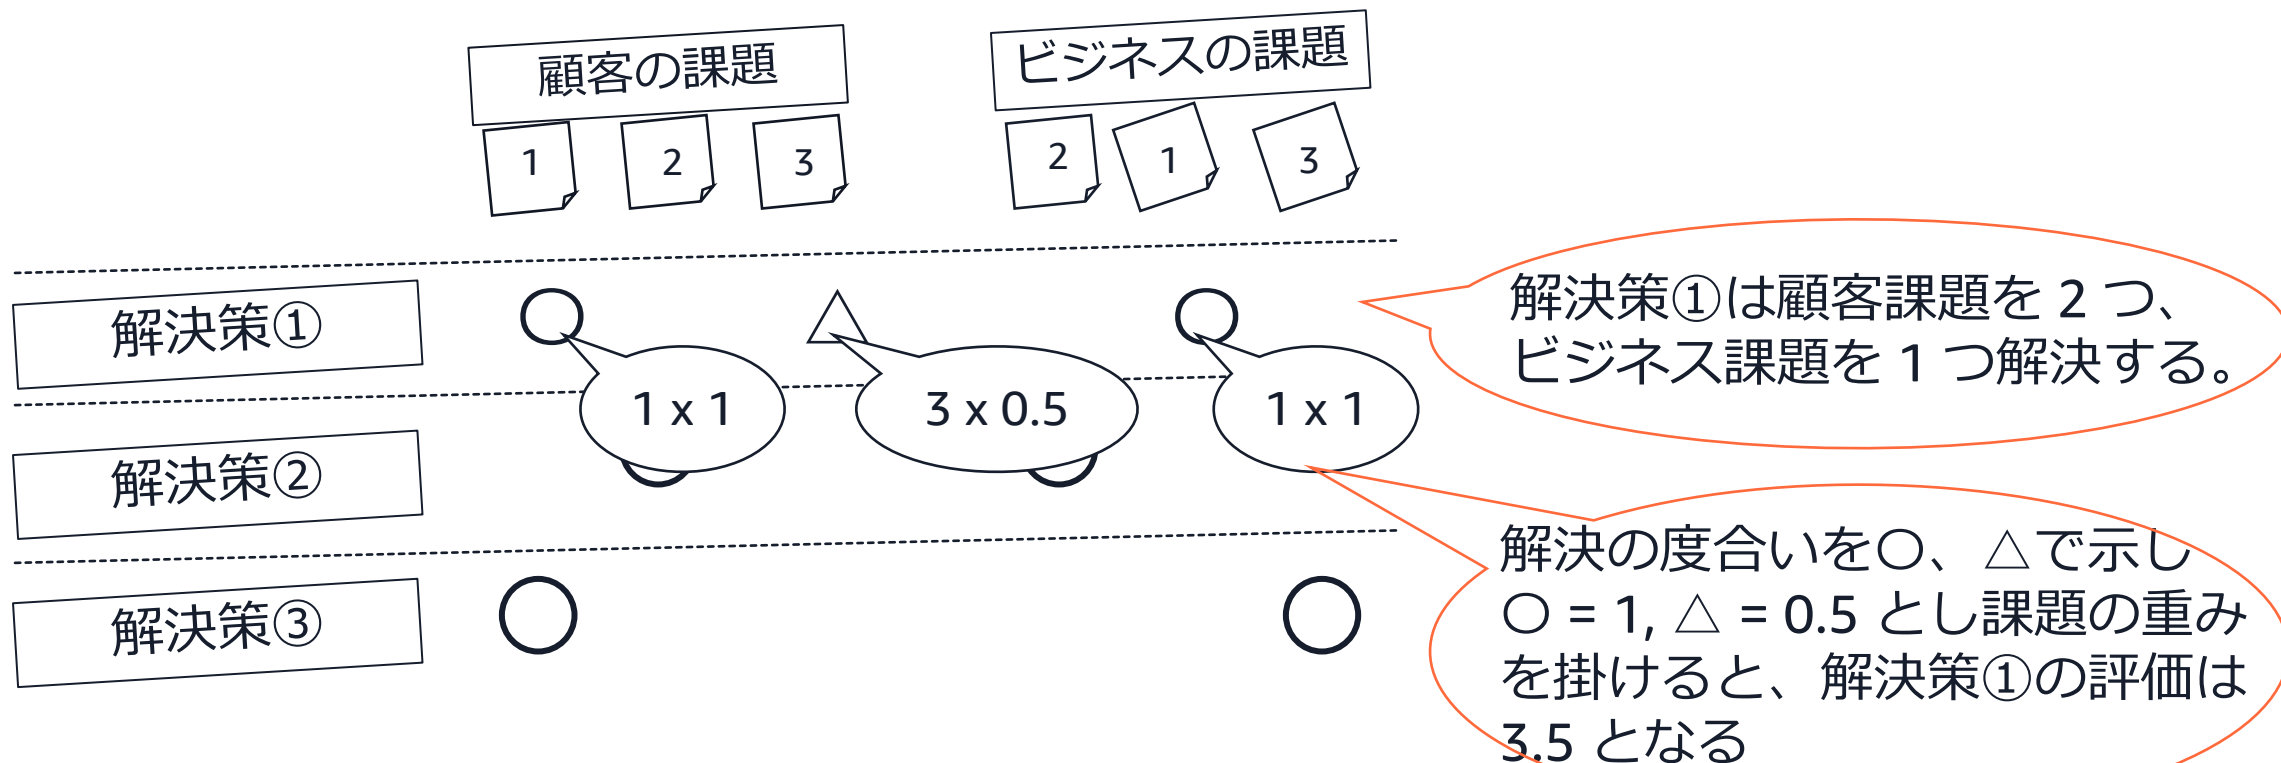 顧客の課題
ビジネスの課題
1
2
3
2
1
3
解決策①
解決策①は顧客課題を 2 つ、
ビジネス課題を 1 つ解決する。
1 x 1
3 x 0.5
1 x 1
解決策②
解決の度合いを〇、△で示し
〇 = 1, △ = 0.5 とし課題の重み
を掛けると、解決策①の評価は
3.5 となる
解決策③